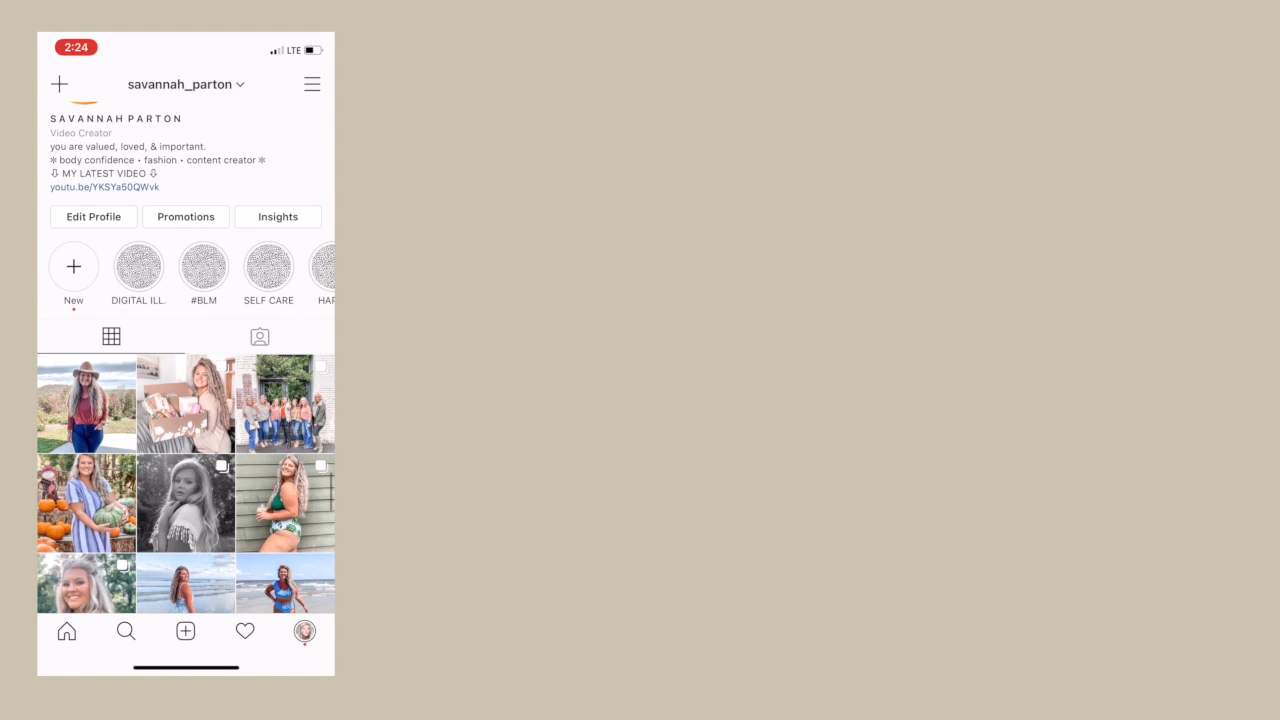 2:24
LTE
savannah_parton
SAVANNAH PARTON
Video Creator
you are valued, loved, & important.
✻ body confidence • fashion • content creator ✻
⇩ MY LATEST VIDEO ⇩
youtu.be/YKSYa50QWvk
Edit Profile Promotions Insights
New DIGITAL ILL. #BLM SELF CARE HAP